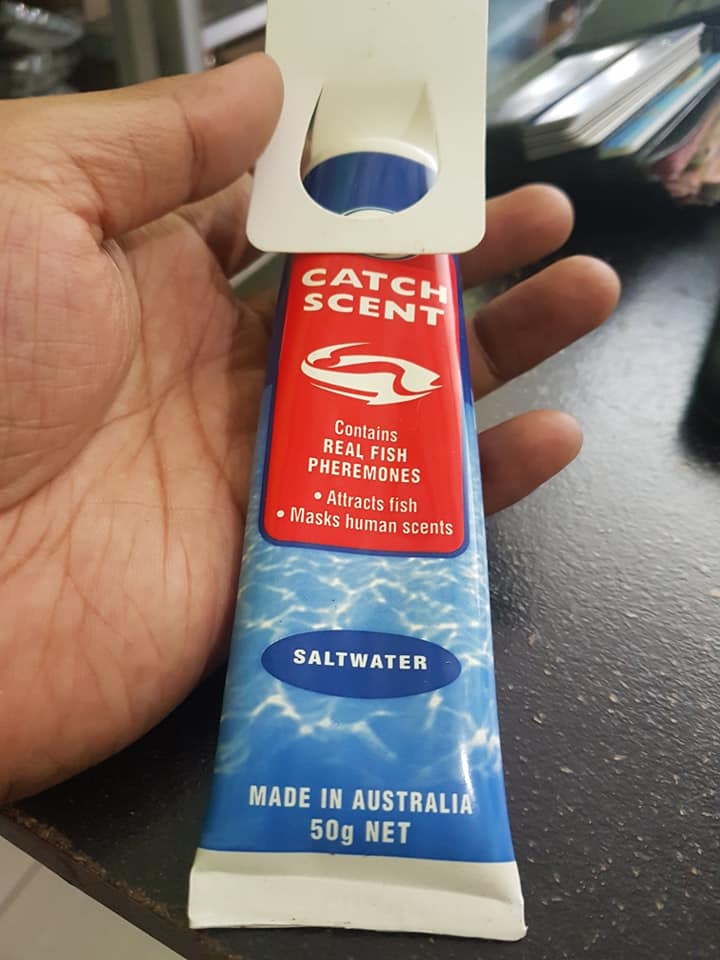 CATCH
SCENT
Contains
REAL FISH
PHEREMONES
• Attracts fish
• Masks human scents
SALTWATER
MADE IN AUSTRALIA
50g NET